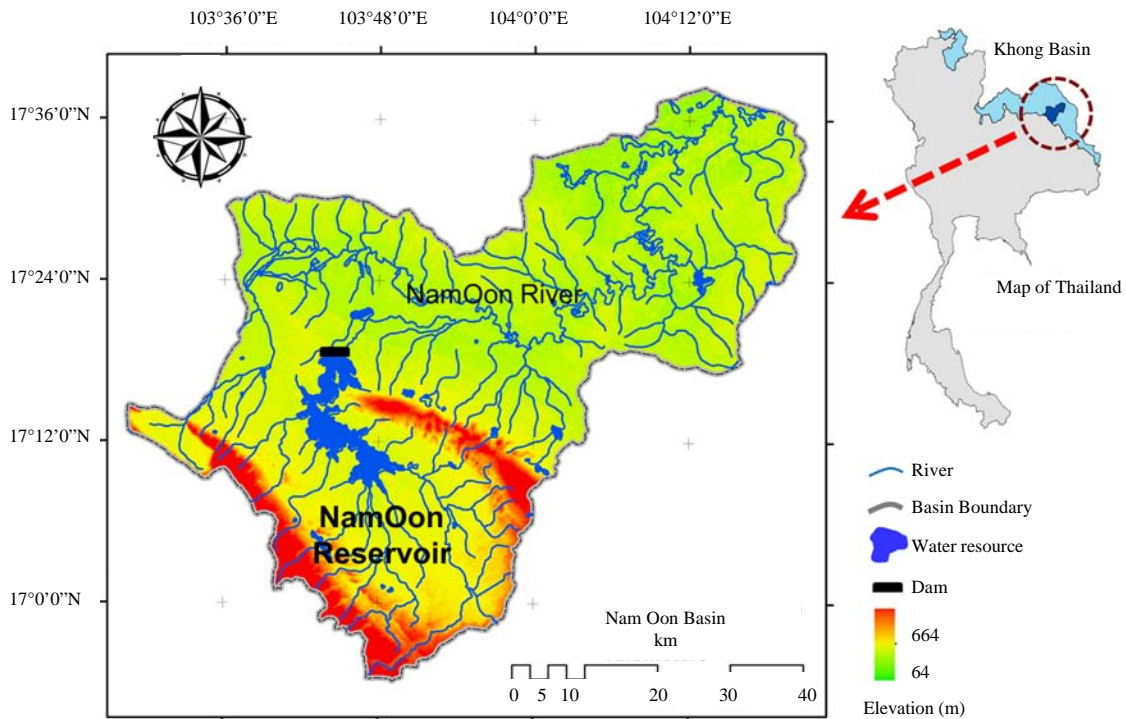 103°36’0”E
103°48’0”E
104°0’0”E
104°12’0”E
17°36’0”N
17°24’0”N
17°12’0”N
17°0’0”N
NamOon River
NamOon
Reservoir
Nam Oon Basin
km
0 5 10 20 30 40
Khong Basin
Map of Thailand
River
Basin Boundary
Water resource
Dam
664
64
Elevation (m)